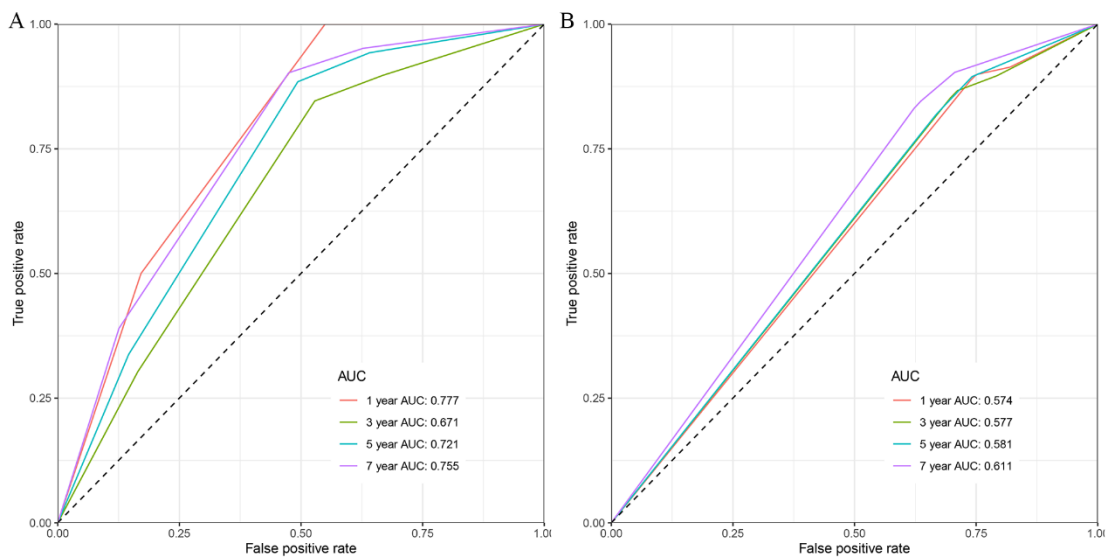 A
1.00
0.75
0.50
0.25
0.00
True positive rate
AUC
1 year AUC: 0.777
3 year AUC: 0.671
5 year AUC: 0.721
7 year AUC: 0.755
0.00
0.25
0.50
0.75
1.00
False positive rate
B
1.00
0.75
0.50
0.25
0.00
True positive rate
AUC
1 year AUC: 0.574
3 year AUC: 0.577
5 year AUC: 0.581
7 year AUC: 0.611
0.00
0.25
0.50
0.75
1.0
False positive rate